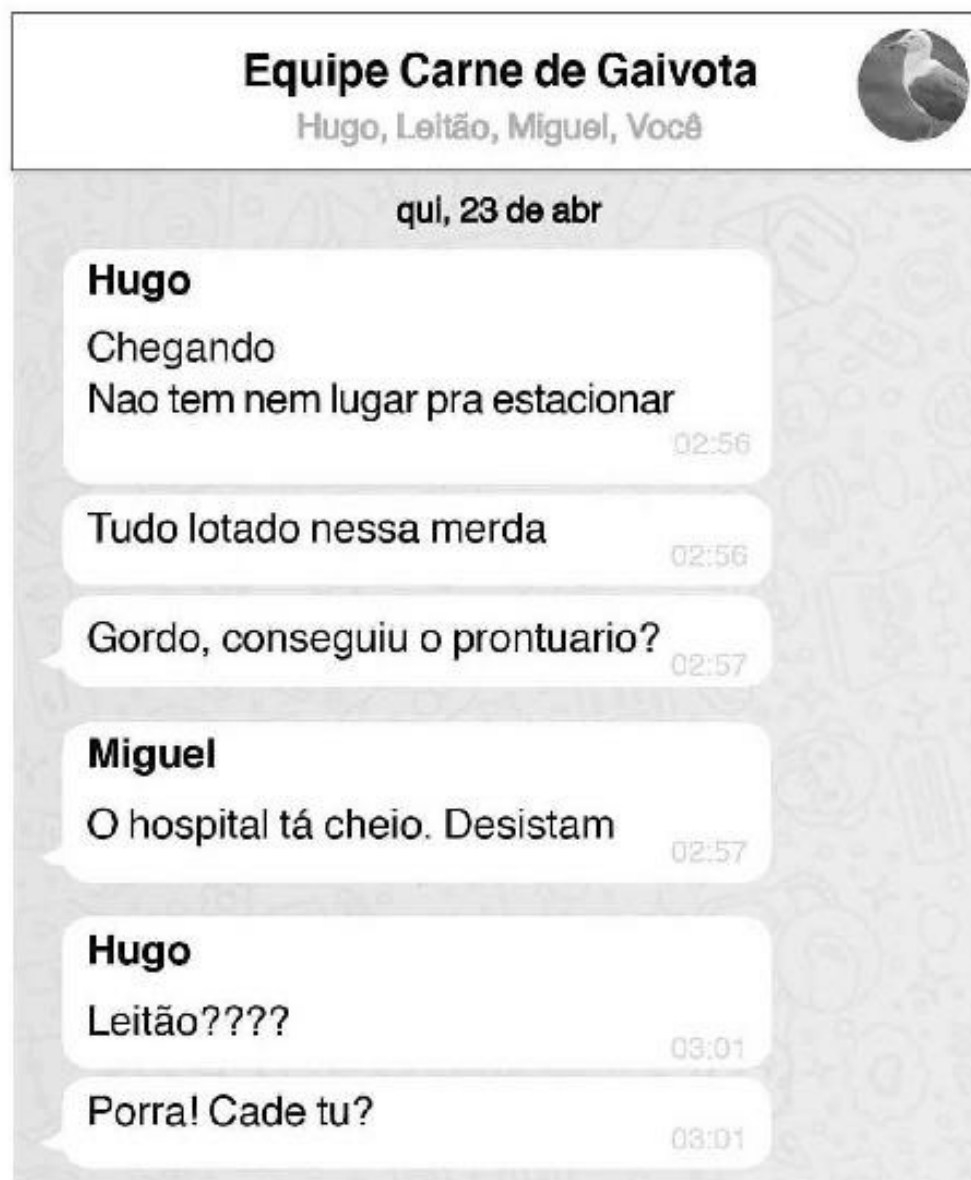 Equipe Carne de Gaivota
Hugo, Leitão, Miguel, Você
qui, 23 de abr
Hugo
Chegando
Nao tem nem lugar pra estacionar
02:56
Tudo lotado nessa merda
02:56
Gordo, conseguiu o prontuario?
02:57
Miguel
O hospital tá cheio. Desistam
02:57
Hugo
Leitão????
03:01
Porra! Cade tu?
03:01